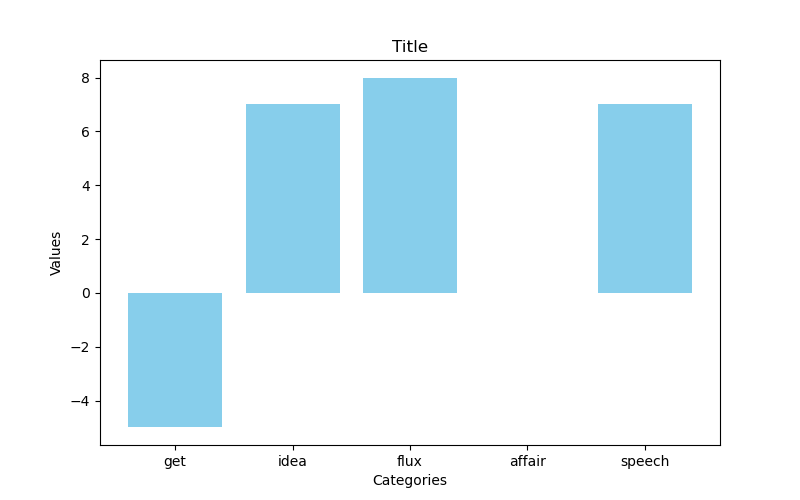 Title
8
6
4
2
0
−2
−4
Values
get idea flux affair speech
Categories